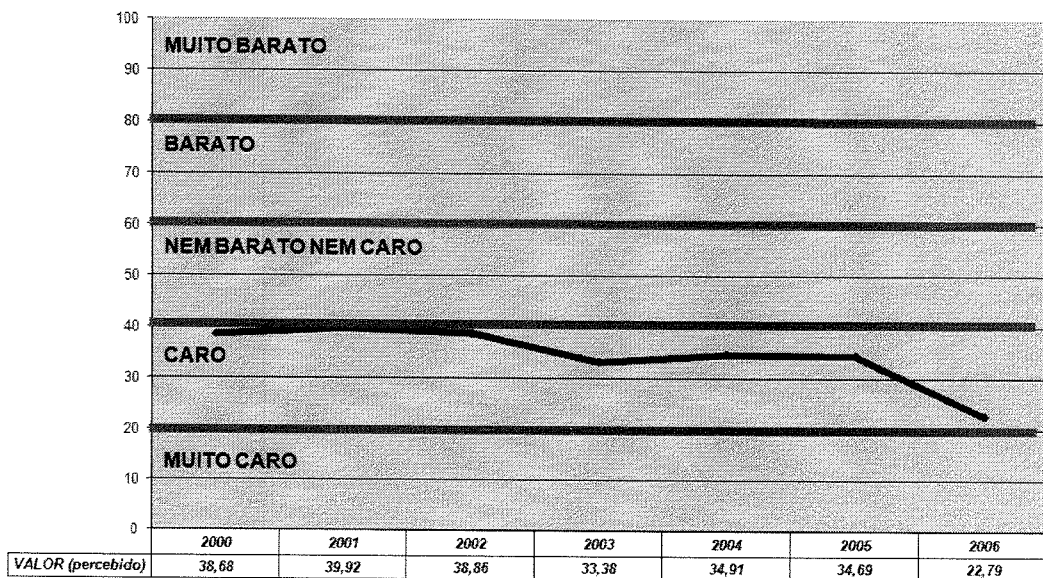 100
MUITO BARATO
90
80
BARATO
70
60
NEM BARATO NEM CARO
50
40
CARO
30
20
MUITO CARO
10
0
2000 2001 2002 2003 2004 2005 2006
VALOR (percebido) 38,68 39,92 38,86 33,38 34,91 34,69 22,79